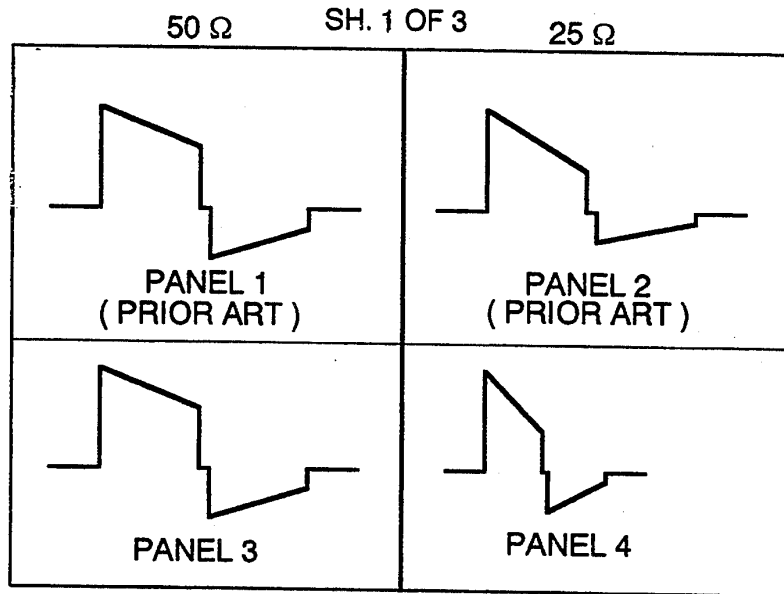 50 Ω SH. 1 OF 3 25 Ω
PANEL 1
( PRIOR ART )
PANEL 2
( PRIOR ART )
PANEL 3
PANEL 4